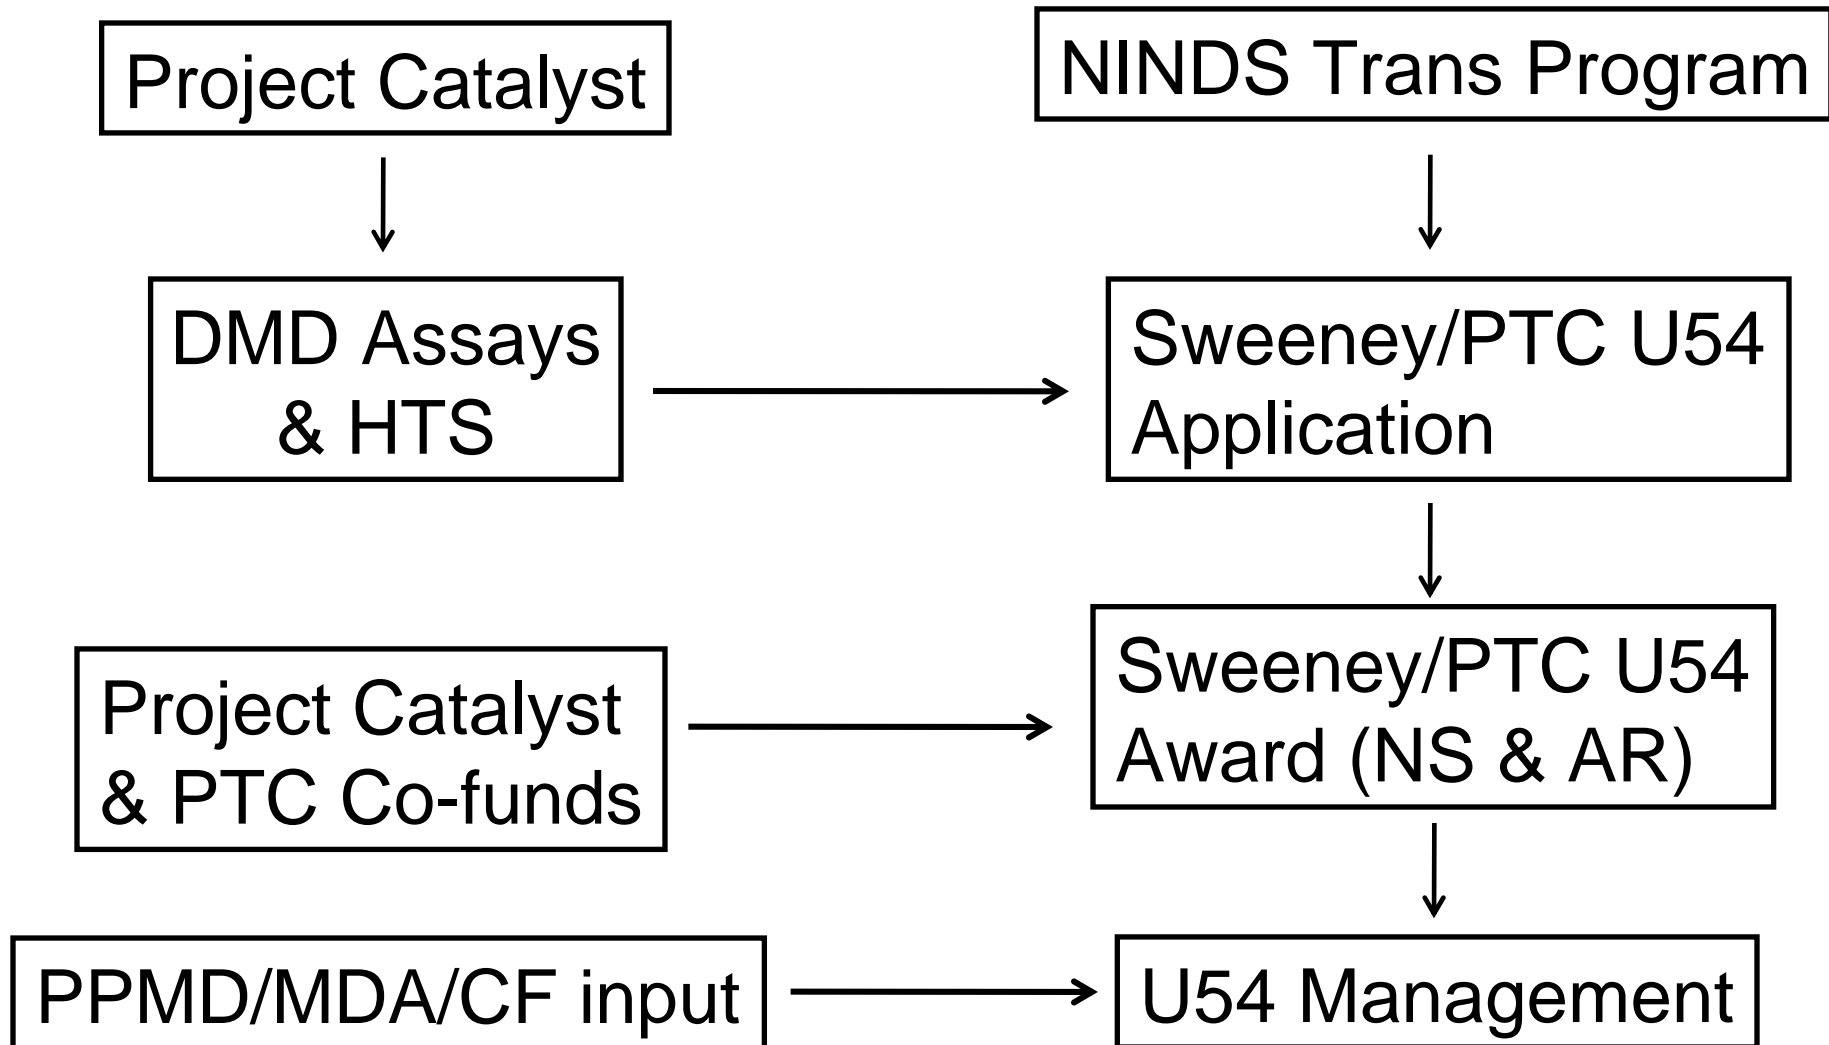 Project Catalyst
NINDS Trans Program
DMD Assays
& HTS
Sweeney/PTC U54
Application
Project Catalyst
& PTC Co-funds
Sweeney/PTC U54
Award (NS & AR)
PPMD/MDA/CF input
U54 Management